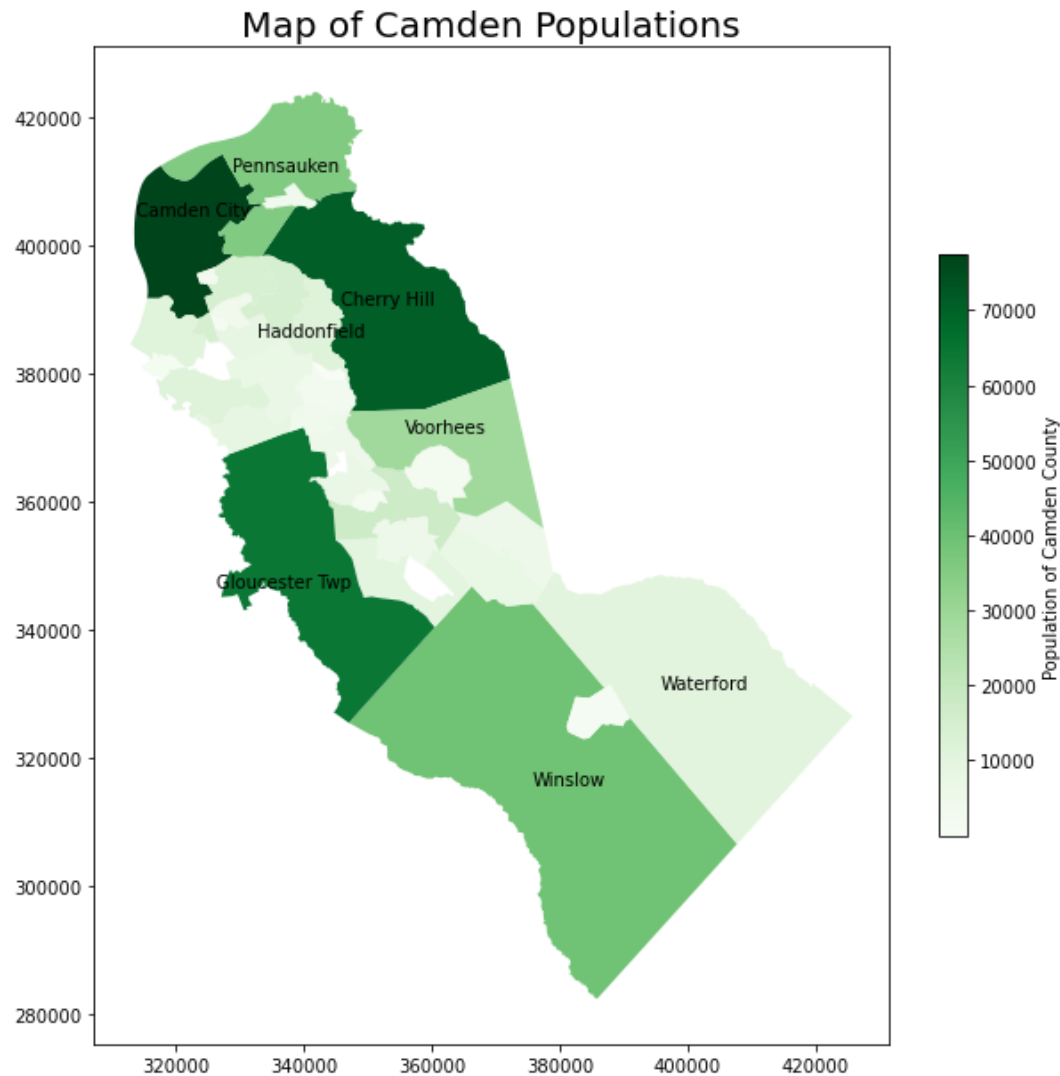 Map of Camden Populations
420000
400000
380000
360000
340000
320000
300000
280000
320000
340000
360000
380000
400000
420000
Pennsauken
Camden City
Cherry Hill
Haddonfield
Voorhees
Gloucester Twp
Waterford
Winslow
70000
60000
50000
40000
30000
20000
10000
Population of Camden County